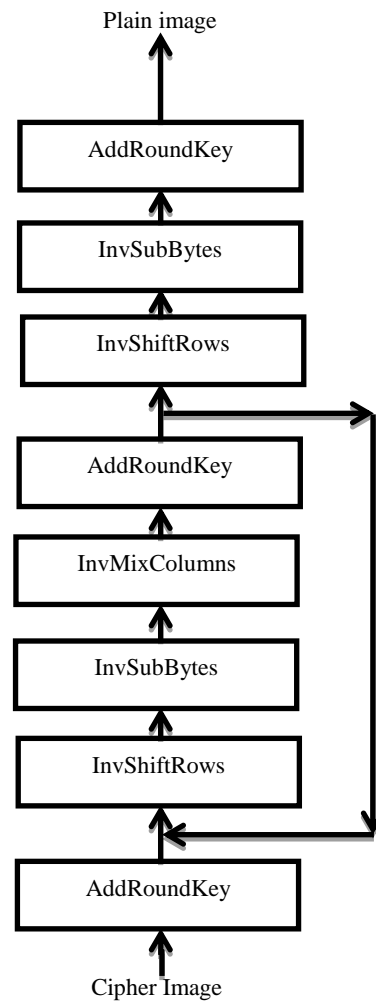 Plain image
AddRoundKey
InvSubBytes
InvShiftRows
AddRoundKey
InvMixColumns
InvSubBytes
InvShiftRows
AddRoundKey
Cipher Image